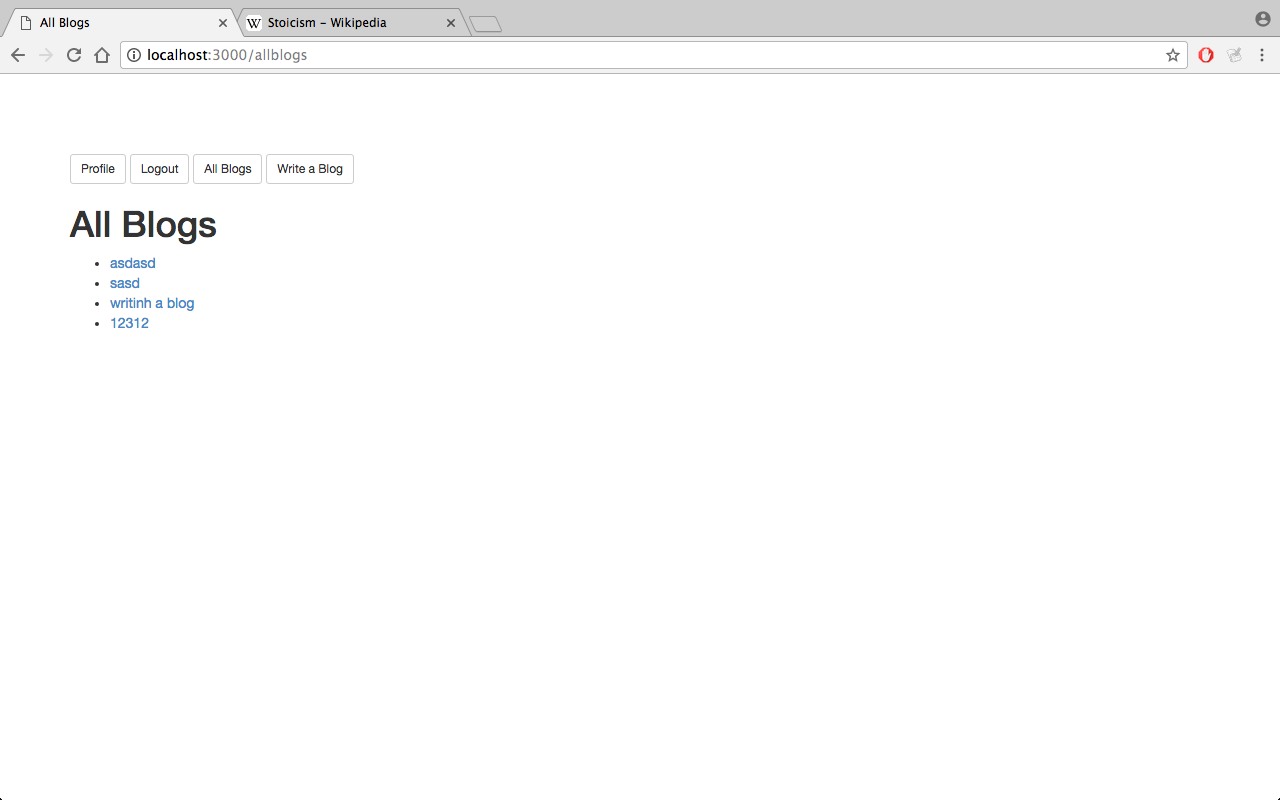 All Blogs
W Stoicism – Wikipedia
localhost:3000/allblogs
Profile Logout All Blogs Write a Blog
All Blogs
asdasd
sasd
writinh a blog
12312